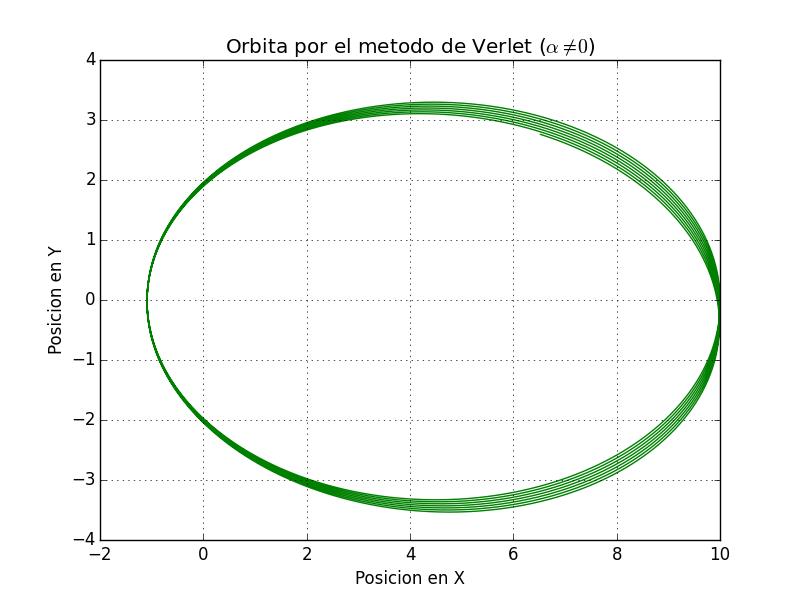 Orbita por el metodo de Verlet (α ≠ 0)
4
3
2
1
0
−1
−2
−3
−4
Posicion en Y
−2 0 2 4 6 8 10
Posicion en X